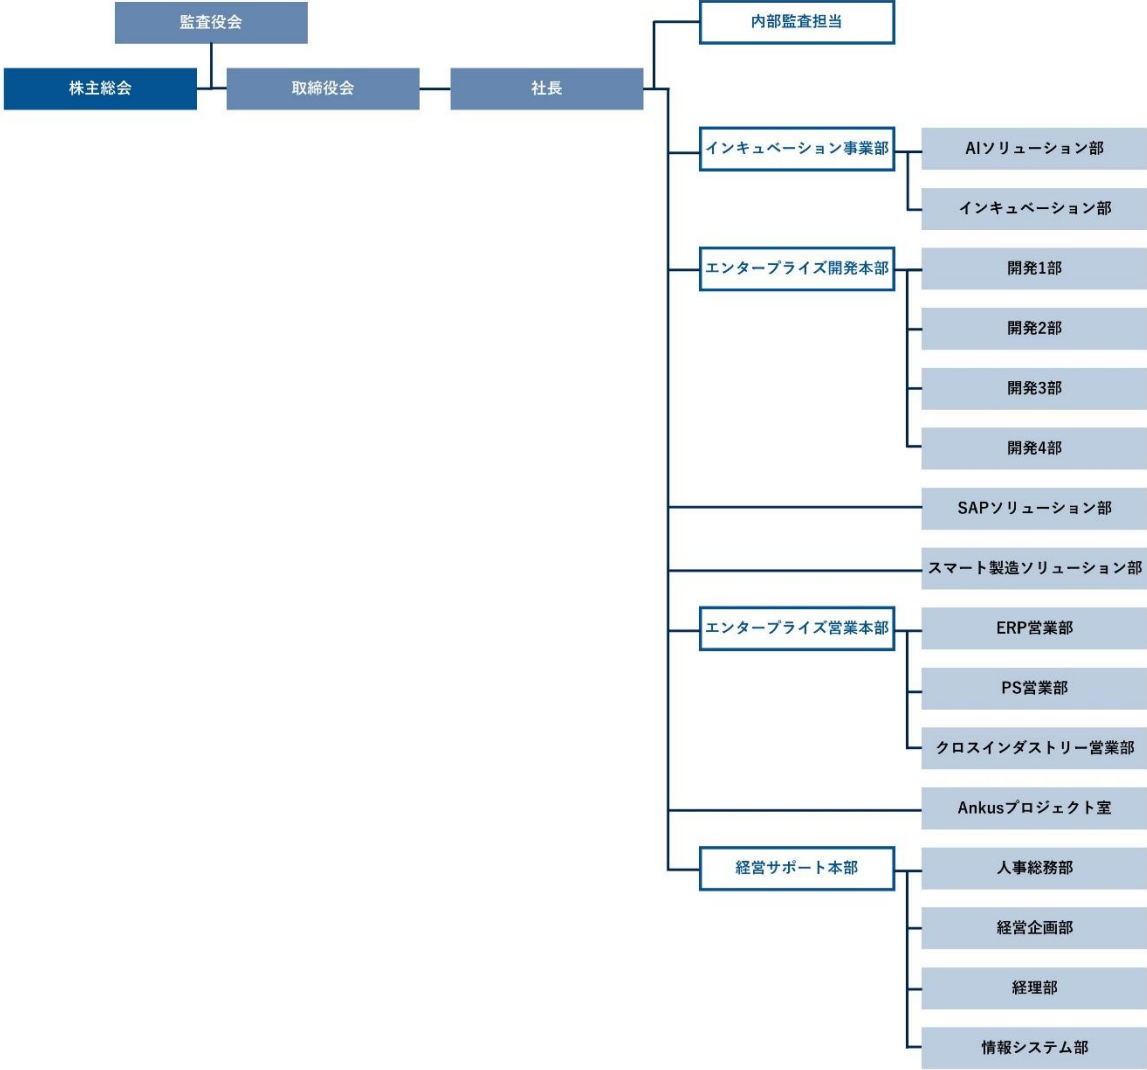 監査役会
株主総会
取締役会
社長
内部監査担当
インキュベーション事業部
AIソリューション部
インキュベーション部
エンタープライズ開発本部
開発1部
開発2部
開発3部
開発4部
SAPソリューション部
スマート製造ソリューション部
エンタープライズ営業本部
ERP営業部
PS営業部
クロスインダストリー営業部
Ankusプロジェクト室
経営サポート本部
人事総務部
経営企画部
経理部
情報システム部